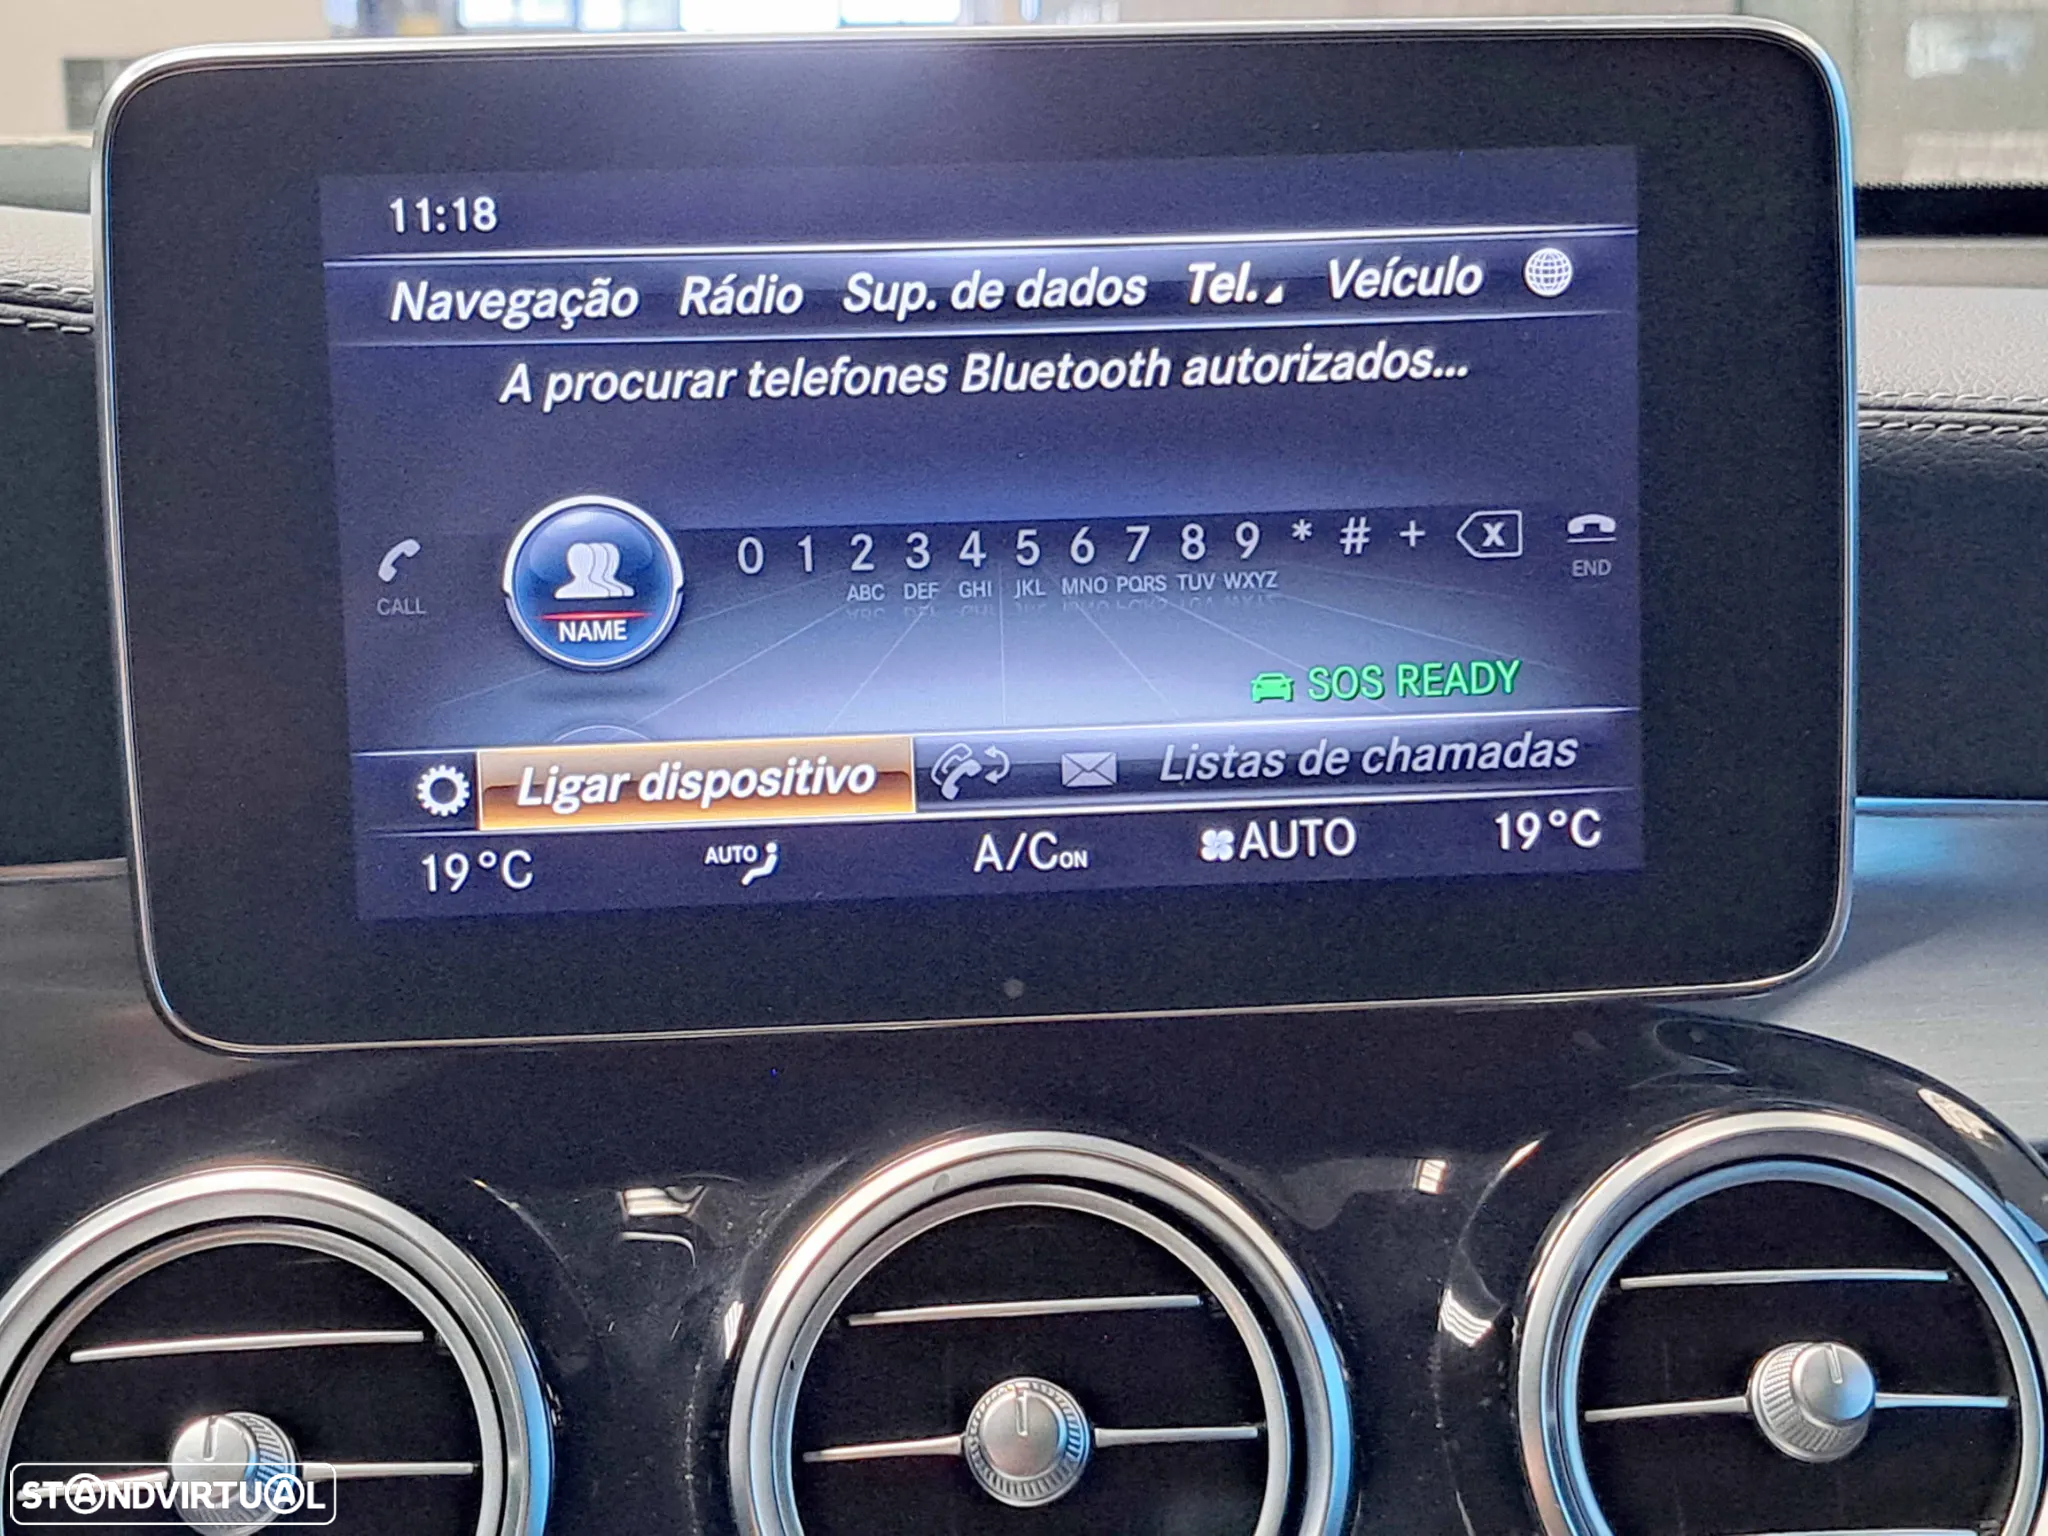 11:18
Navegação Rádio Sup. de dados Tel. Veículo
A procurar telefones Bluetooth autorizados...
0 1 2 3 4 5 6 7 8 9 * # + X
ABC DEF GHI JKL MNO PQRS TUV WXYZ
CALL
NAME
END
SOS READY
Ligar dispositivo Listas de chamadas
19°C AUTO A/C ON AUTO 19°C
STANDVIRTUAL